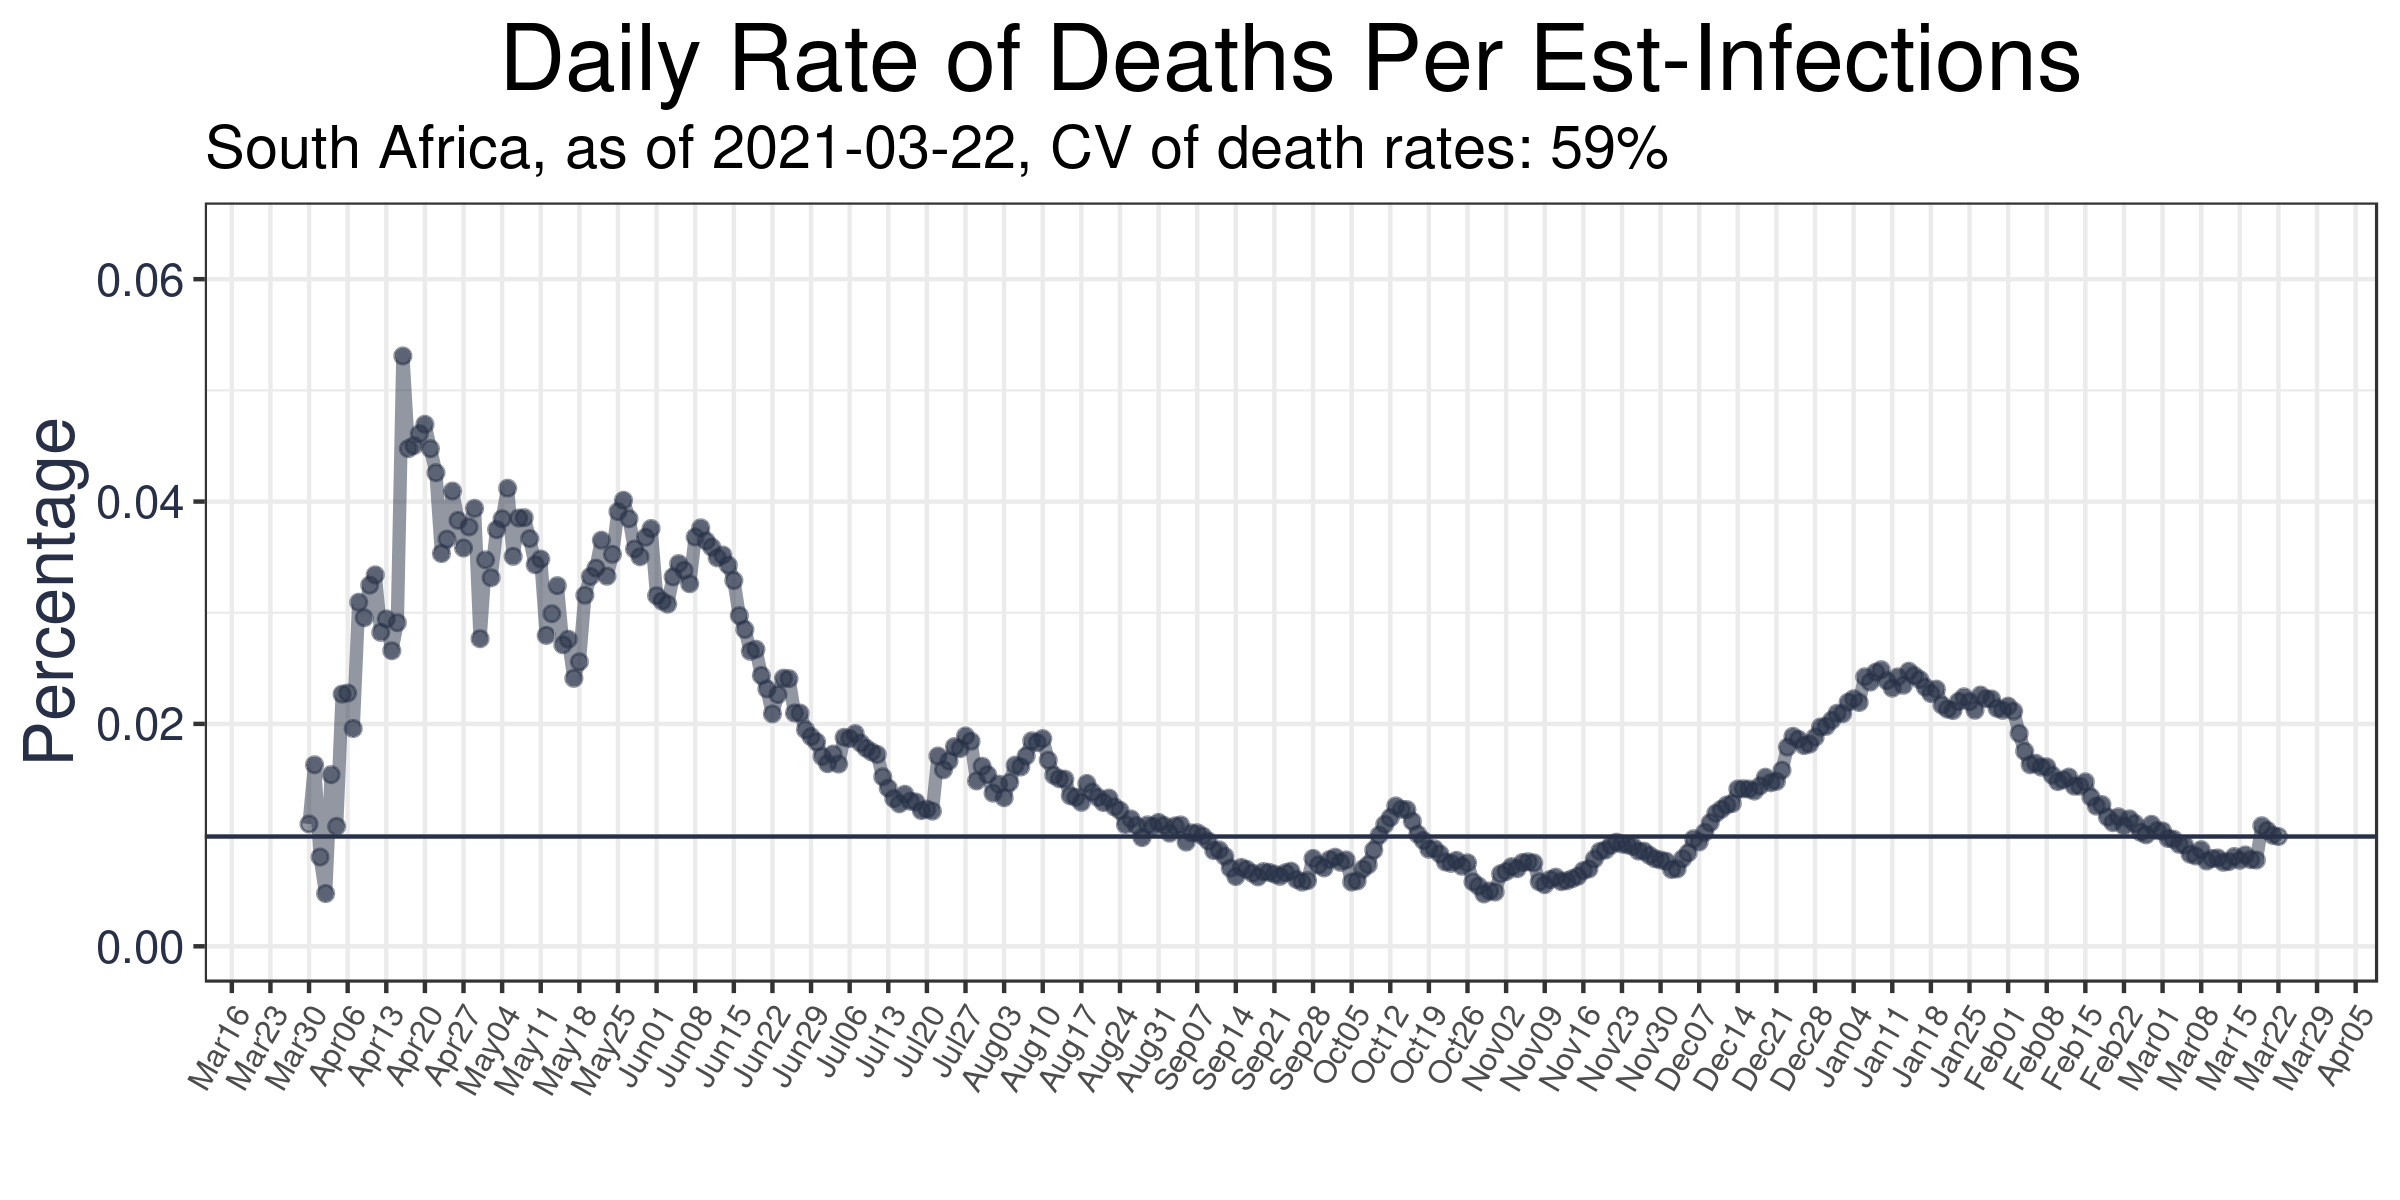 Daily Rate of Deaths Per Est-Infections
South Africa, as of 2021-03-22, CV of death rates: 59%
Percentage
0.06
0.04
0.02
0.00
Mar16
Mar23
Mar30
Apr06
Apr13
Apr20
Apr27
May04
May11
May18
May25
Jun01
Jun08
Jun15
Jun22
Jun29
Jul06
Jul13
Jul20
Jul27
Aug03
Aug10
Aug17
Aug24
Aug31
Sep07
Sep14
Sep21
Sep28
Oct05
Oct12
Oct19
Oct26
Nov02
Nov09
Nov16
Nov23
Nov30
Dec07
Dec14
Dec21
Dec28
Jan04
Jan11
Jan18
Jan25
Feb01
Feb08
Feb15
Feb22
Mar01
Mar08
Mar15
Mar22
Mar29
Apr05